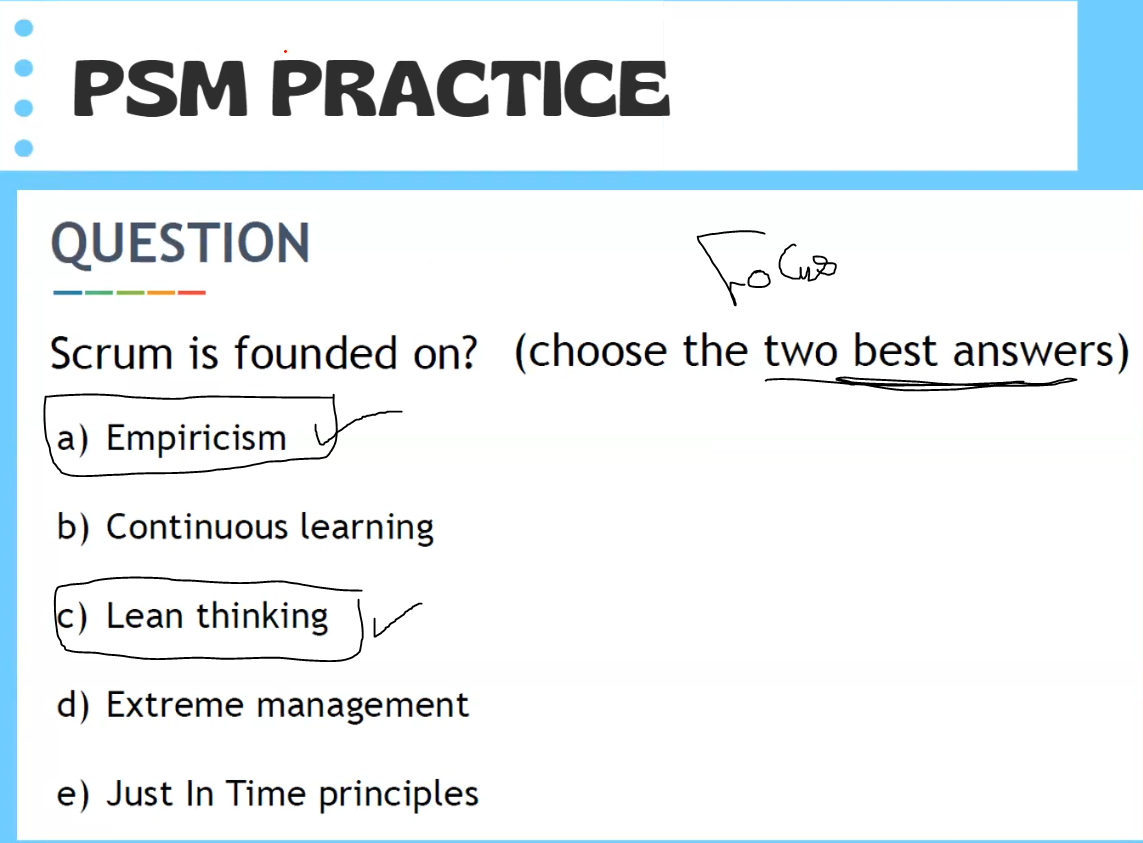 PSM PRACTICE
QUESTION
Focus
Scrum is founded on? (choose the two best answers)
a) Empiricism
b) Continuous learning
c) Lean thinking
d) Extreme management
e) Just In Time principles